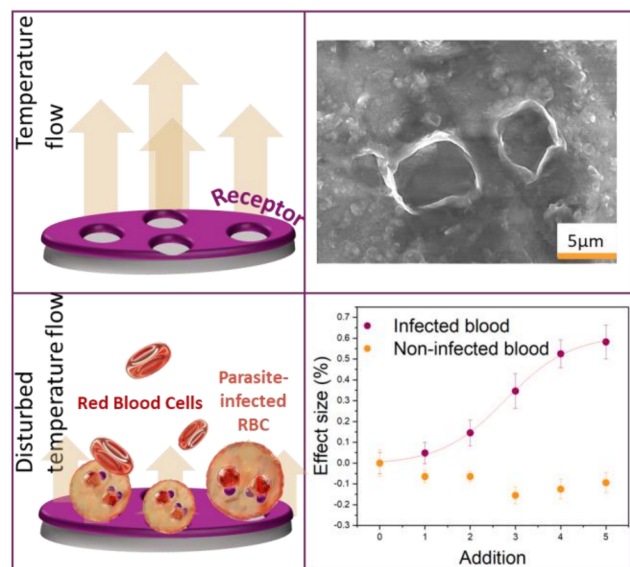 Temperature
flow
Receptor
5μm
Disturbed
temperature flow
Red Blood Cells
Parasite-
infected
RBC
Infected blood
Non-infected blood
Effect size (%)
0.7
0.6
0.5
0.4
0.3
0.2
0.1
0.0
-0.1
-0.2
-0.3
0 1 2 3 4 5
Addition